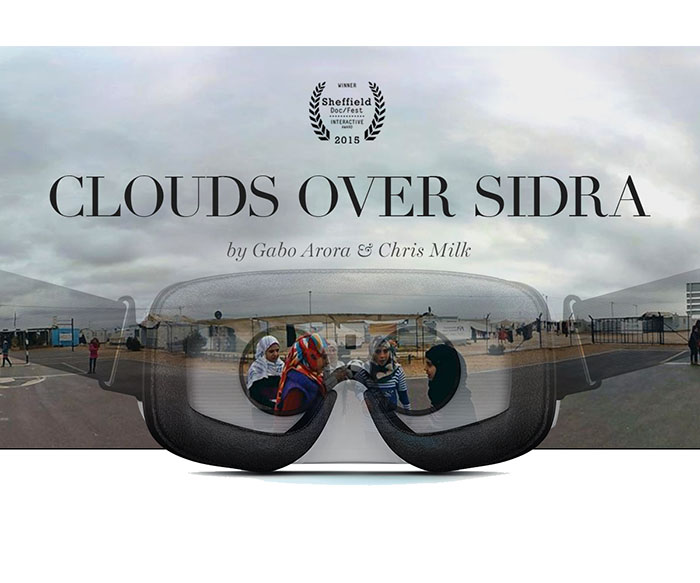 WINNER
Sheffield
Doc/Fest
INTERACTIVE
AWARD
2015
CLOUDS OVER SIDRA
by Gabo Arora & Chris Milk